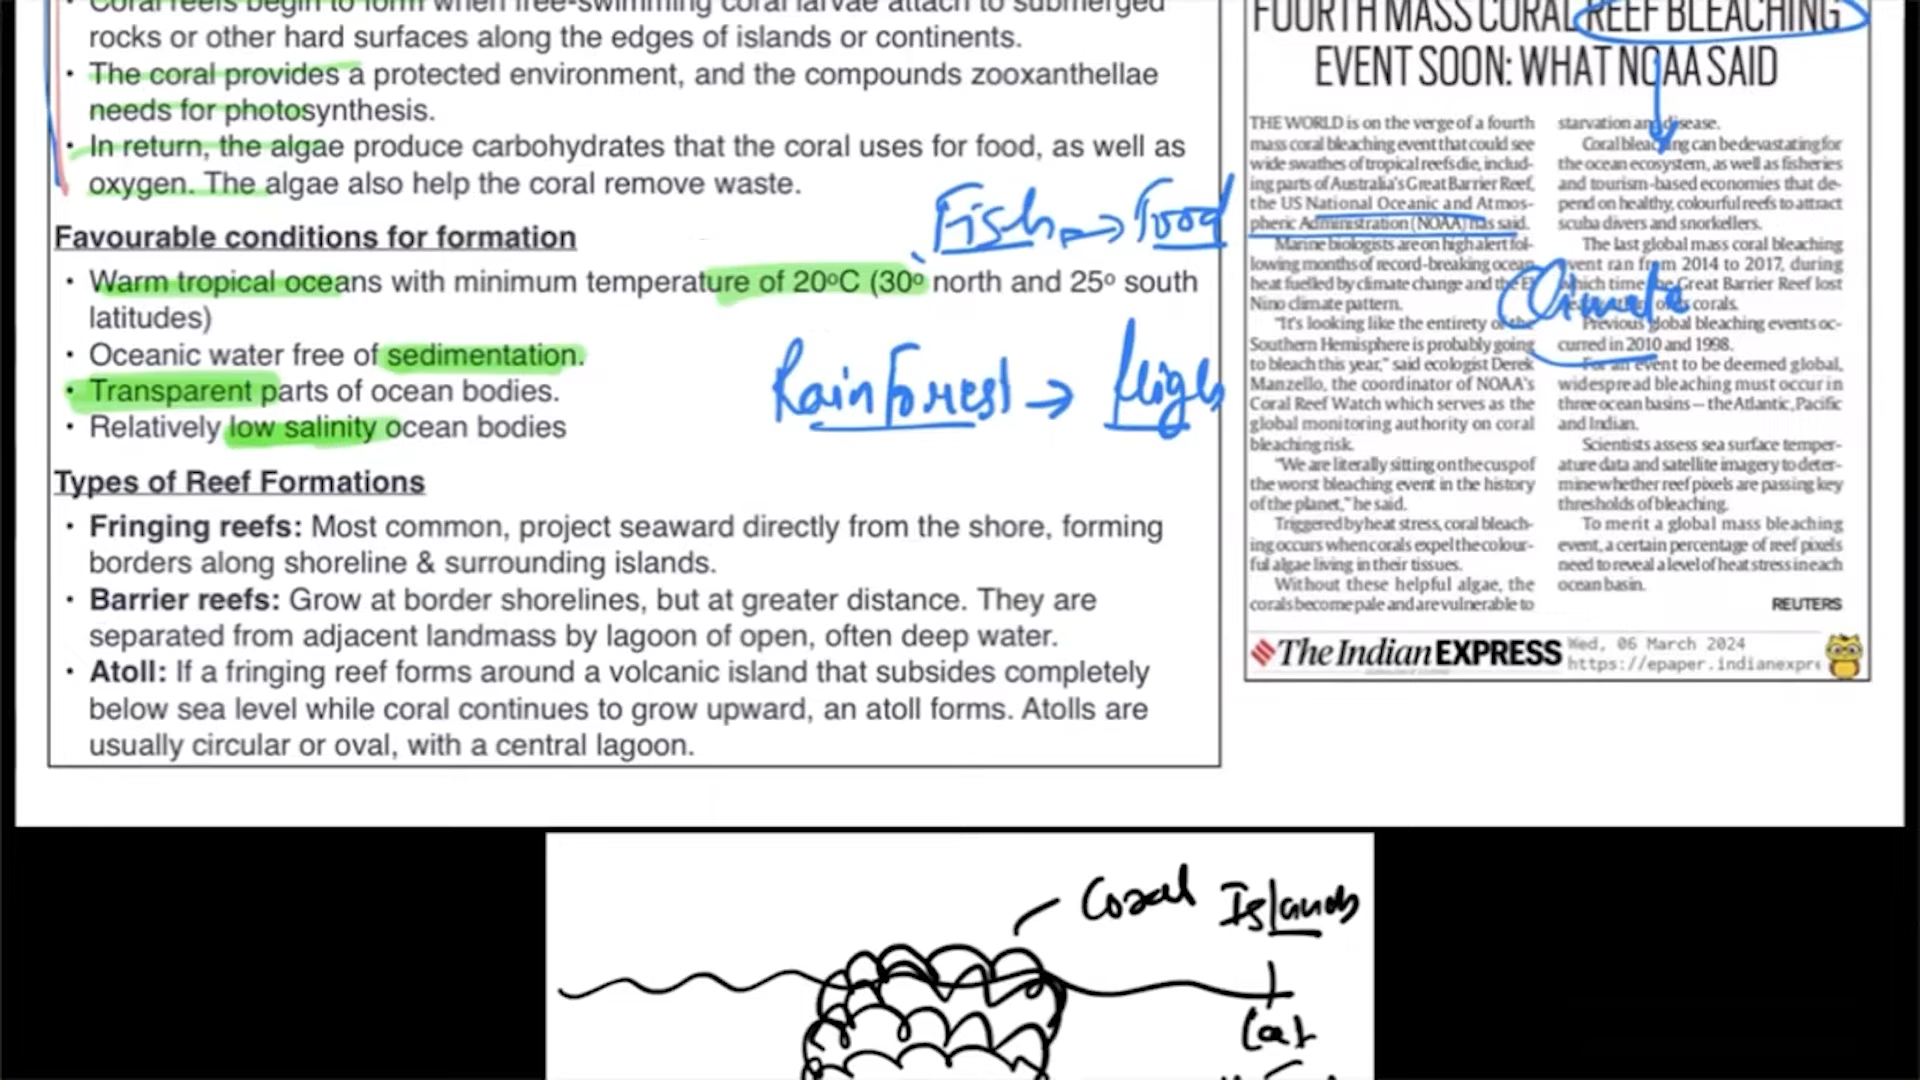 Coral reefs begin to form when free-swimming coral larvae attach to submerged
rocks or other hard surfaces along the edges of islands or continents.
• The coral provides a protected environment, and the compounds zooxanthellae
needs for photosynthesis.
• In return, the algae produce carbohydrates that the coral uses for food, as well as
oxygen. The algae also help the coral remove waste.
Fish → Food
Favourable conditions for formation
• Warm tropical oceans with minimum temperature of 20ºC (30º north and 25º south
latitudes)
• Oceanic water free of sedimentation.
• Transparent parts of ocean bodies.
• Relatively low salinity ocean bodies
Rainforest →
Types of Reef Formations
• Fringing reefs: Most common, project seaward directly from the shore, forming
borders along shoreline & surrounding islands.
• Barrier reefs: Grow at border shorelines, but at greater distance. They are
separated from adjacent landmass by lagoon of open, often deep water.
• Atoll: If a fringing reef forms around a volcanic island that subsides completely
below sea level while coral continues to grow upward, an atoll forms. Atolls are
usually circular or oval, with a central lagoon.
FOURTH MASS CORAL REEF BLEACHING
EVENT SOON: WHAT NOAA SAID
THE WORLD is on the verge of a fourth
mass coral bleaching event that could see
wide swathes of tropical reefs die, includ-
ing parts of Australia's Great Barrier Reef,
the US National Oceanic and Atmos-
pheric Administration (NOAA) has said.
Marine biologists are on high alert fol-
lowing months of record-breaking ocean
heat fuelled by climate change and the El
Nino climate pattern.
"It's looking like the entirety of the
Southern Hemisphere is probably going
to bleach this year," said ecologist Derek
Manzello, the coordinator of NOAA's
Coral Reef Watch which serves as the
global monitoring authority on coral
bleaching risk.
"We are literally sitting on the cusp of
the worst bleaching event in the history
of the planet," he said.
Triggered by heat stress, coral bleach-
ing occurs when corals expel the colour-
ful algae living in their tissues.
Without these helpful algae, the
corals become pale and are vulnerable to
starvation and disease.
Coral bleaching can be devastating for
the ocean ecosystem, as well as fisheries
and tourism-based economies that de-
pend on healthy, colourful reefs to attract
scuba divers and snorkellers.
The last global mass coral bleaching
event ran from 2014 to 2017, during
which time the Great Barrier Reef lost
corals.
Climate
Previous global bleaching events oc-
curred in 2010 and 1998.
For an event to be deemed global,
widespread bleaching must occur in
three ocean basins — the Atlantic, Pacific
and Indian.
Scientists assess sea surface temper-
ature data and satellite imagery to deter-
mine whether reef pixels are passing key
thresholds of bleaching.
To merit a global mass bleaching
event, a certain percentage of reef pixels
need to reveal a level of heat stress in each
ocean basin.
REUTERS
The Indian EXPRESS
Wed, 06 March 2024
https://epaper.indianexpre
Coral Islands